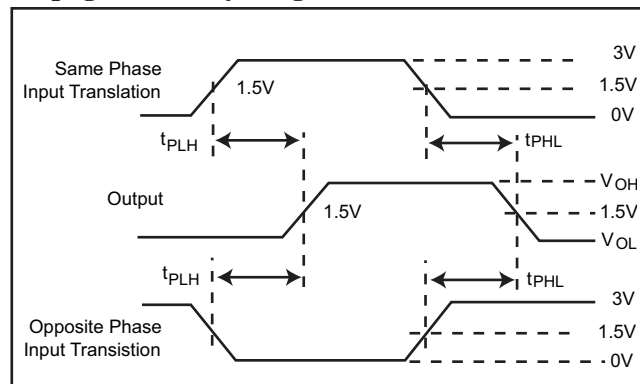 Same Phase
Input Translation
1.5V
3V
1.5V
0V
tPLH
tPHL
Output
1.5V
VOH
1.5V
VOL
tPLH
tPHL
Opposite Phase
Input Transistion
3V
1.5V
0V